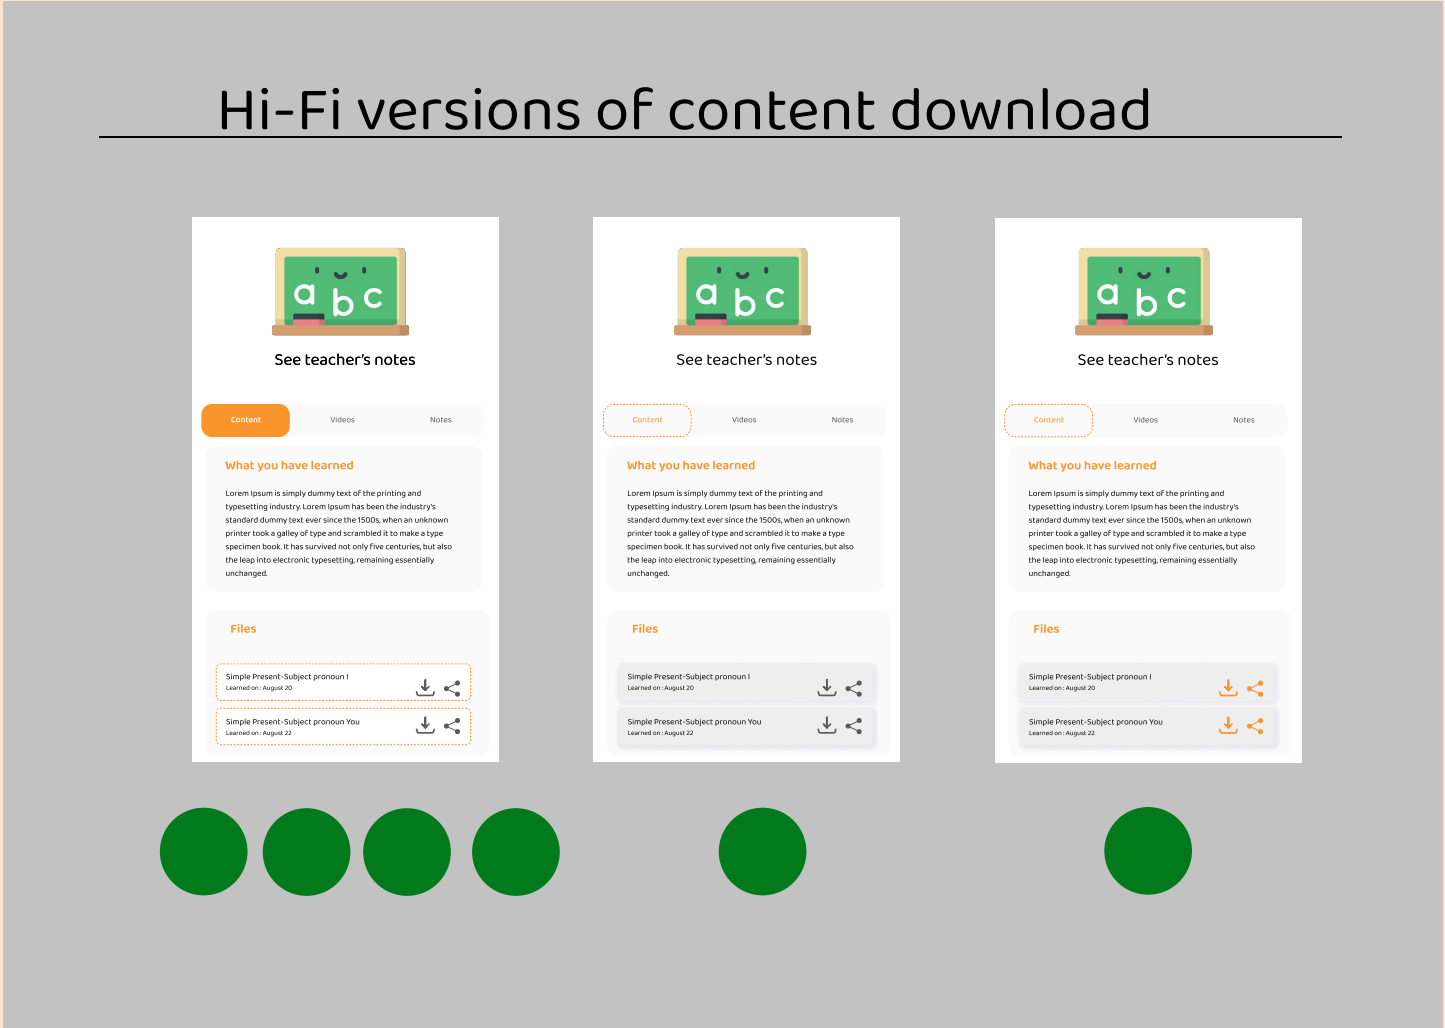 Hi-Fi versions of content download
a b c
See teacher's notes
Content Videos Notes
What you have learned
Lorem Ipsum is simply dummy text of the printing and
typesetting industry. Lorem Ipsum has been the industry's
standard dummy text ever since the 1500s, when an unknown
printer took a galley of type and scrambled it to make a type
specimen book. It has survived not only five centuries, but also
the leap into electronic typesetting, remaining essentially
unchanged.
Files
Simple Present-Subject pronoun I
Learned on : August 20
Simple Present-Subject pronoun You
Learned on : August 22
a b c
See teacher's notes
Content Videos Notes
What you have learned
Lorem Ipsum is simply dummy text of the printing and
typesetting industry. Lorem Ipsum has been the industry's
standard dummy text ever since the 1500s, when an unknown
printer took a galley of type and scrambled it to make a type
specimen book. It has survived not only five centuries, but also
the leap into electronic typesetting, remaining essentially
unchanged.
Files
Simple Present-Subject pronoun I
Learned on : August 20
Simple Present-Subject pronoun You
Learned on : August 22
a b c
See teacher's notes
Content Videos Notes
What you have learned
Lorem Ipsum is simply dummy text of the printing and
typesetting industry. Lorem Ipsum has been the industry's
standard dummy text ever since the 1500s, when an unknown
printer took a galley of type and scrambled it to make a type
specimen book. It has survived not only five centuries, but also
the leap into electronic typesetting, remaining essentially
unchanged.
Files
Simple Present-Subject pronoun I
Learned on : August 20
Simple Present-Subject pronoun You
Learned on : August 22